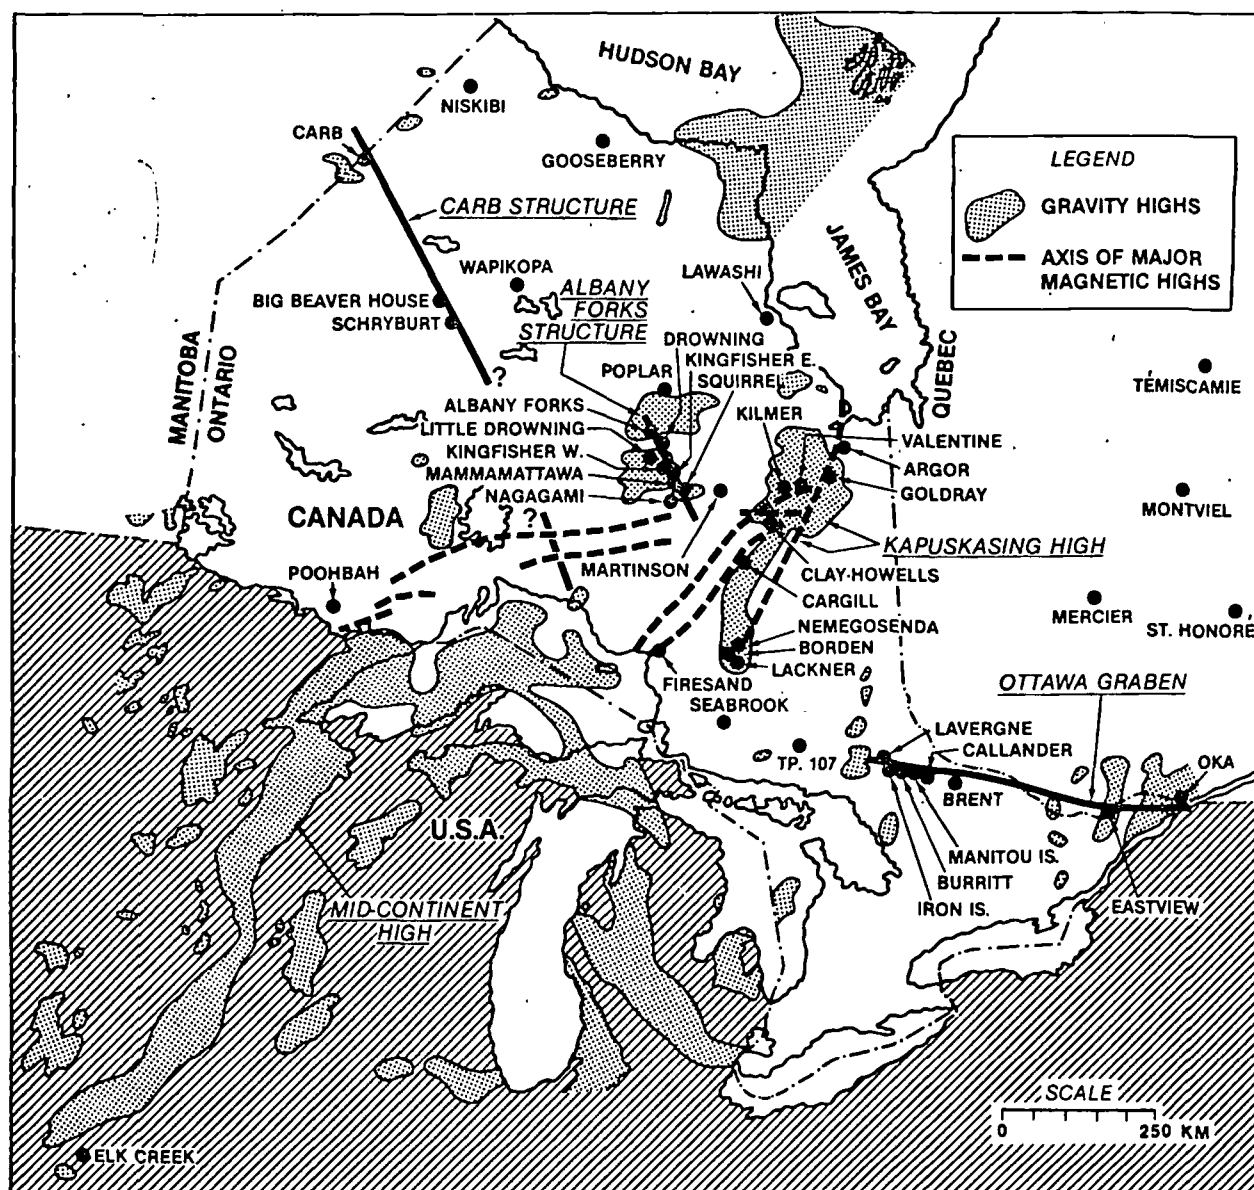 HUDSON BAY
NISKIBI
CARB
GOOSEBERRY
LEGEND
GRAVITY HIGHS
AXIS OF MAJOR
MAGNETIC HIGHS
CARB STRUCTURE
JAMES BAY
WAPIKOPA
LAWASHI
BIG BEAVER HOUSE
SCHRYBURT
ALBANY
FORKS
STRUCTURE
DROWNING
KINGFISHER E.
SQUIRREL
MANITOBA
ONTARIO
QUEBEC
?
POPLAR
TÉMISCAMIE
ALBANY FORKS
KILMER
LITTLE DROWNING
VALENTINE
KINGFISHER W.
ARGOR
MAMMAMATTAWA
GOLDRAY
NAGAGAMI
MONTVIEL
CANADA
?
KAPUSKASING HIGH
POOHBAH
MARTINSON
CLAY-HOWELLS
CARGILL
MERCIER
ST. HONORÉ
NEMEGOSENDA
BORDEN
LACKNER
FIRESAND
SEABROOK
OTTAWA GRABEN
LAVERGNE
CALLANDER
TP. 107
OKA
BRENT
U.S.A.
MANITOU IS.
BURRITT
IRON IS.
EASTVIEW
MID-CONTINENT
HIGH
SCALE
0 250 KM
ELK CREEK